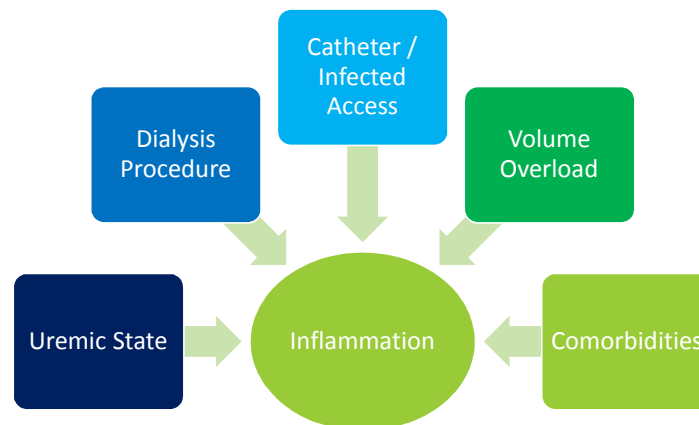 Catheter /
Infected
Access
Dialysis
Procedure
Volume
Overload
Uremic State
Inflammation
Comorbidities